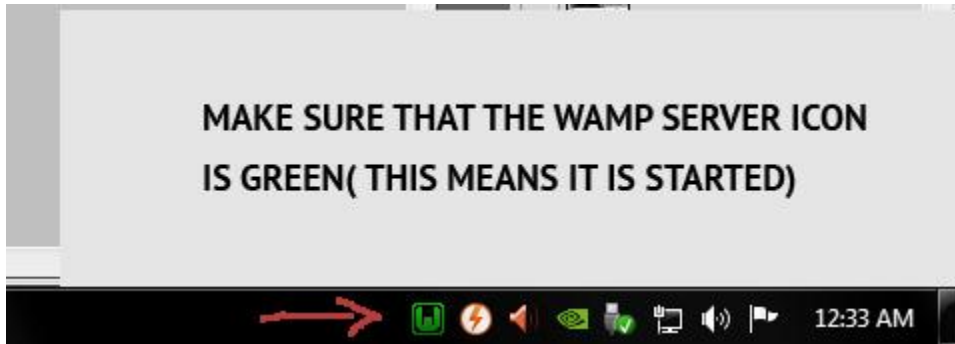 MAKE SURE THAT THE WAMP SERVER ICON
IS GREEN( THIS MEANS IT IS STARTED)
W
12:33 AM